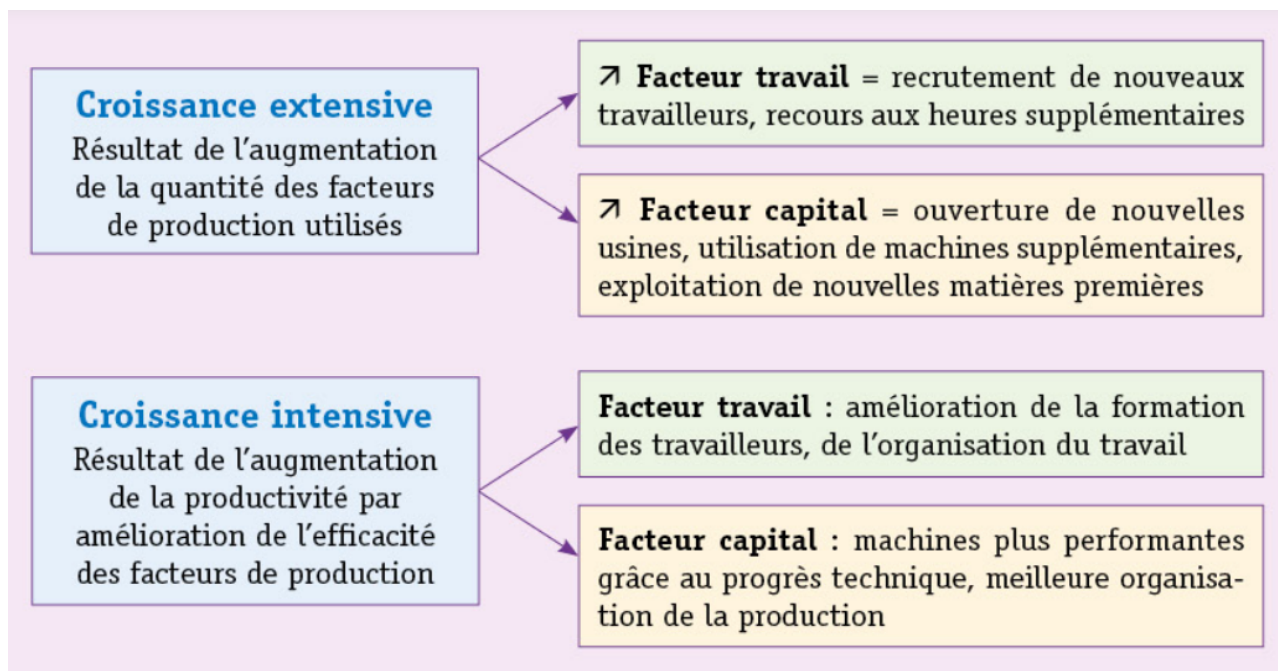 Croissance extensive
Résultat de l'augmentation
de la quantité des facteurs
de production utilisés
↗ Facteur travail = recrutement de nouveaux
travailleurs, recours aux heures supplémentaires
↗ Facteur capital = ouverture de nouvelles
usines, utilisation de machines supplémentaires,
exploitation de nouvelles matières premières
Croissance intensive
Résultat de l'augmentation
de la productivité par
amélioration de l'efficacité
des facteurs de production
Facteur travail : amélioration de la formation
des travailleurs, de l'organisation du travail
Facteur capital : machines plus performantes
grâce au progrès technique, meilleure organisa-
tion de la production